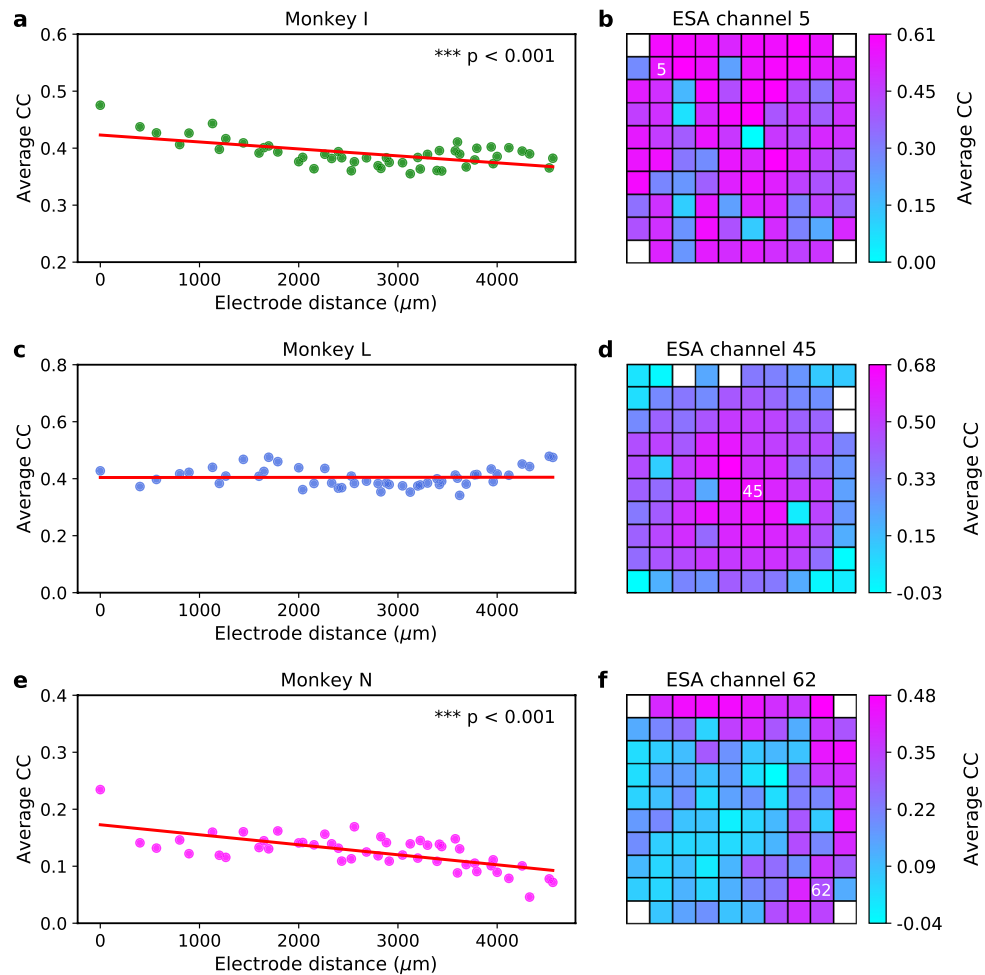 a
Monkey I
*** p < 0.001
Average CC
0.6
0.5
0.4
0.3
0.2
0
1000
2000
3000
4000
Electrode distance (μm)
b
ESA channel 5
5
0.61
0.45
0.30
0.15
0.00
Average CC
c
Monkey L
Average CC
0.8
0.6
0.4
0.2
0.0
0
1000
2000
3000
4000
Electrode distance (μm)
d
ESA channel 45
45
0.68
0.50
0.33
0.15
-0.03
Average CC
e
Monkey N
*** p < 0.001
Average CC
0.4
0.3
0.2
0.1
0.0
0
1000
2000
3000
4000
Electrode distance (μm)
f
ESA channel 62
62
0.48
0.35
0.22
0.09
-0.04
Average CC